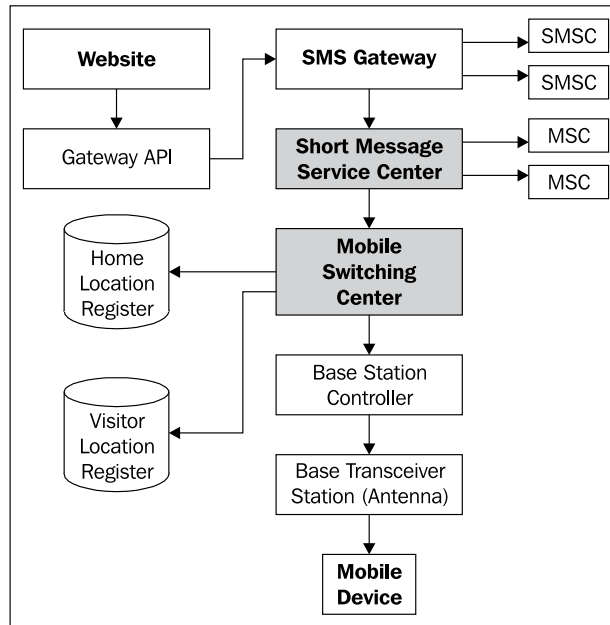 Website
SMS Gateway
SMSC
SMSC
Gateway API
Short Message
Service Center
MSC
MSC
Home
Location
Register
Mobile
Switching
Center
Base Station
Controller
Visitor
Location
Register
Base Transceiver
Station (Antenna)
Mobile
Device